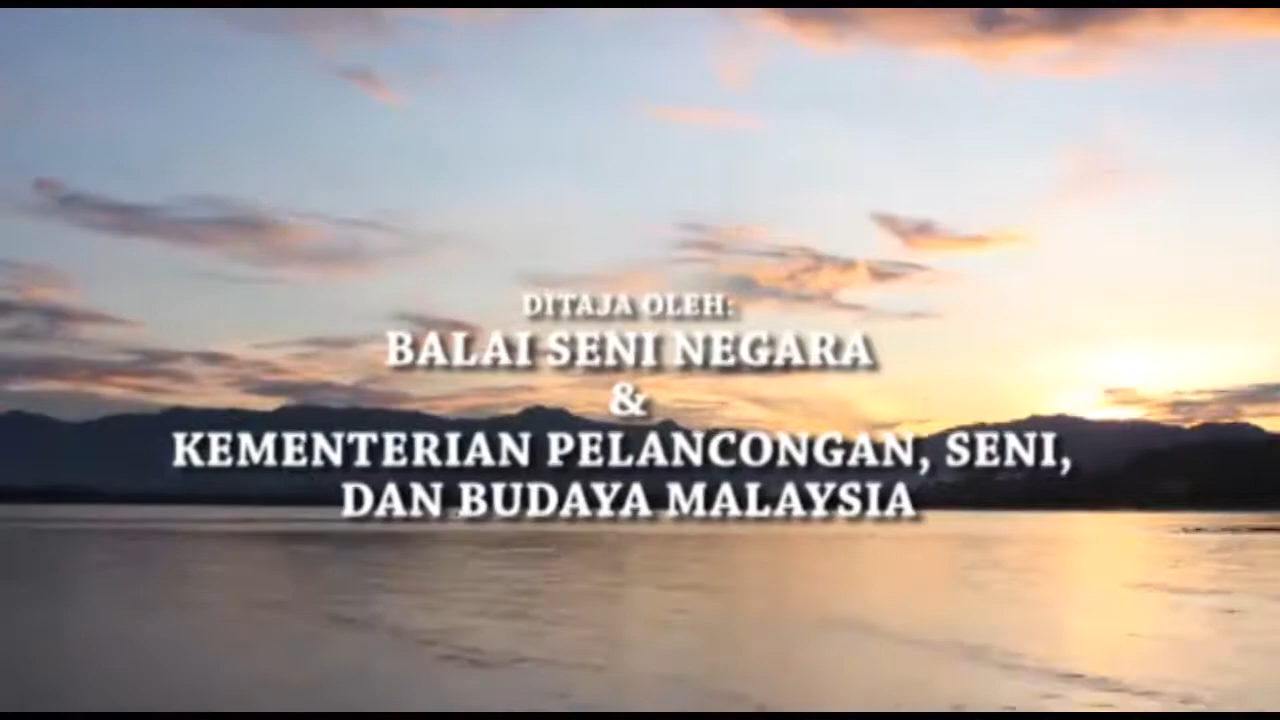 DITAJA OLEH:
BALAI SENI NEGARA
&
KEMENTERIAN PELANCONGAN, SENI,
DAN BUDAYA MALAYSIA